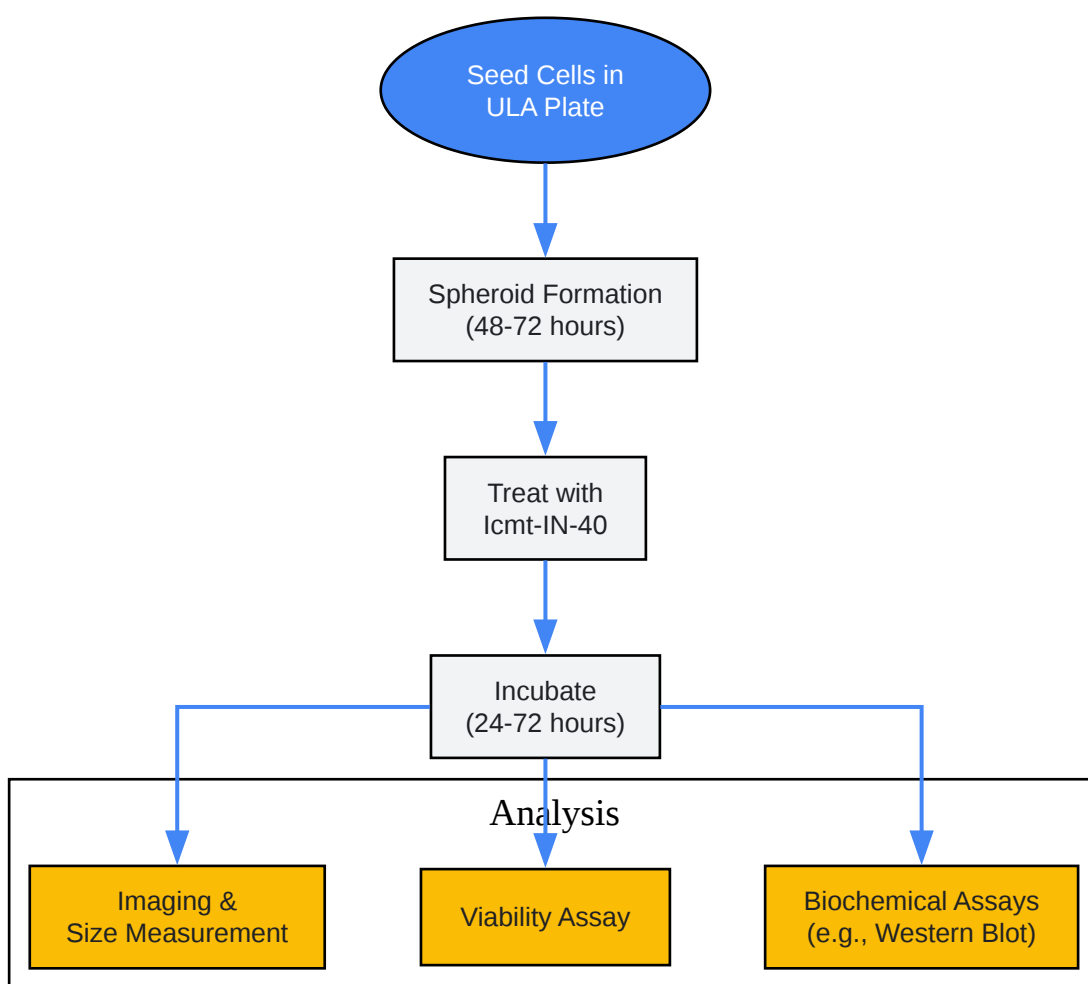 Seed Cells in
ULA Plate
Spheroid Formation
(48-72 hours)
Treat with
Icmt-IN-40
Incubate
(24-72 hours)
Analysis
Imaging &
Size Measurement
Viability Assay
Biochemical Assays
(e.g., Western Blot)